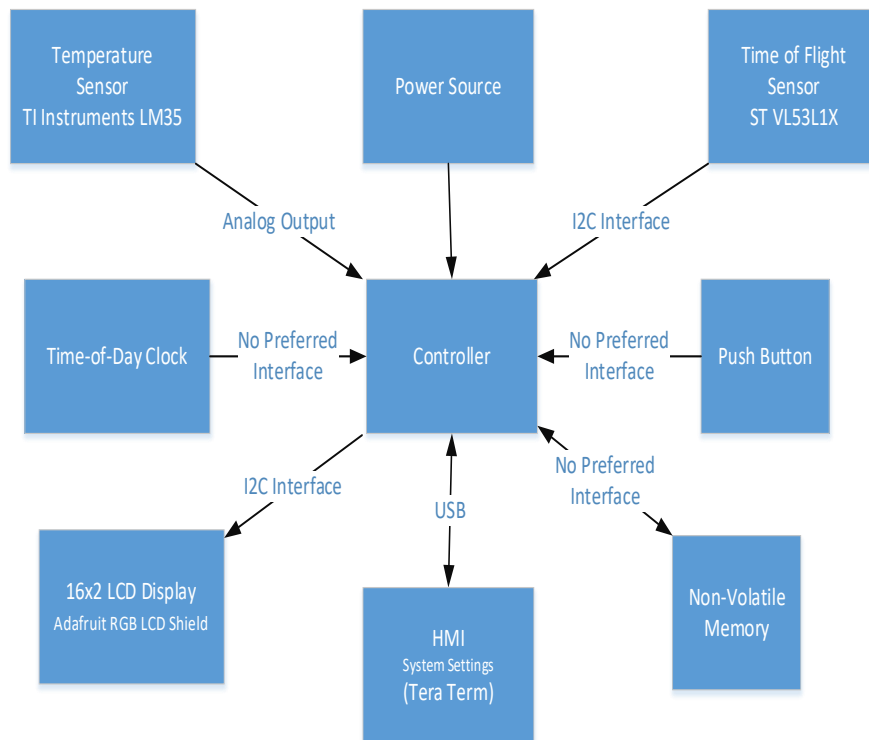 Temperature
Sensor
TI Instruments LM35
Power Source
Time of Flight
Sensor
ST VL53L1X
Analog Output
I2C Interface
Time-of-Day Clock
No Preferred
Interface
Controller
No Preferred
Interface
Push Button
I2C Interface
USB
No Preferred
Interface
16x2 LCD Display
Adafruit RGB LCD Shield
HMI
System Settings
(Tera Term)
Non-Volatile
Memory